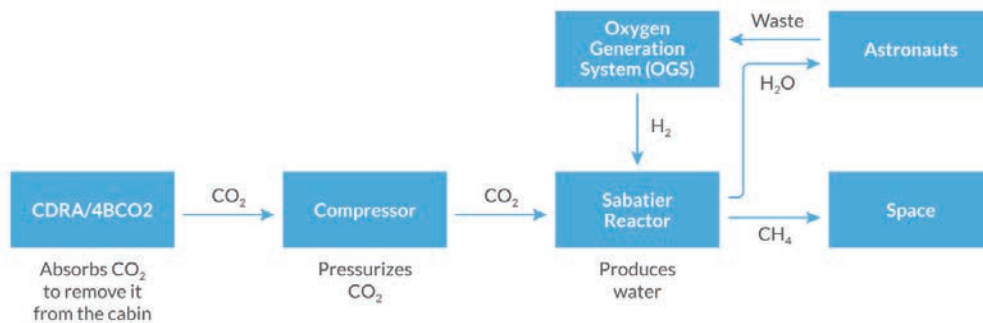 Oxygen
Generation
System (OGS)
Waste
Astronauts
H₂O
H₂
CDRA/4BCO2
CO₂
Compressor
CO₂
Sabatier
Reactor
CH₄
Space
Absorbs CO₂
to remove it
from the cabin
Pressurizes
CO₂
Produces
water